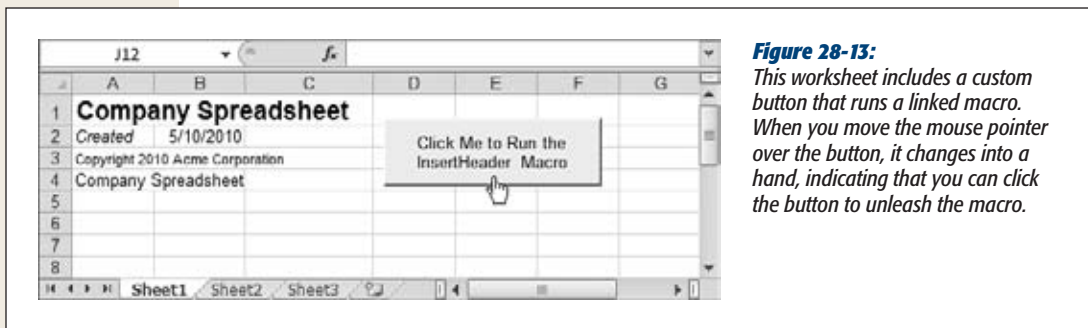 J12 fx
A B C D E F G
1 Company Spreadsheet
2 Created 5/10/2010
Click Me to Run the
InsertHeader Macro
3 Copyright 2010 Acme Corporation
4 Company Spreadsheet
5
6
7
8
Sheet1 Sheet2 Sheet3
Figure 28-13:
This worksheet includes a custom
button that runs a linked macro.
When you move the mouse pointer
over the button, it changes into a
hand, indicating that you can click
the button to unleash the macro.